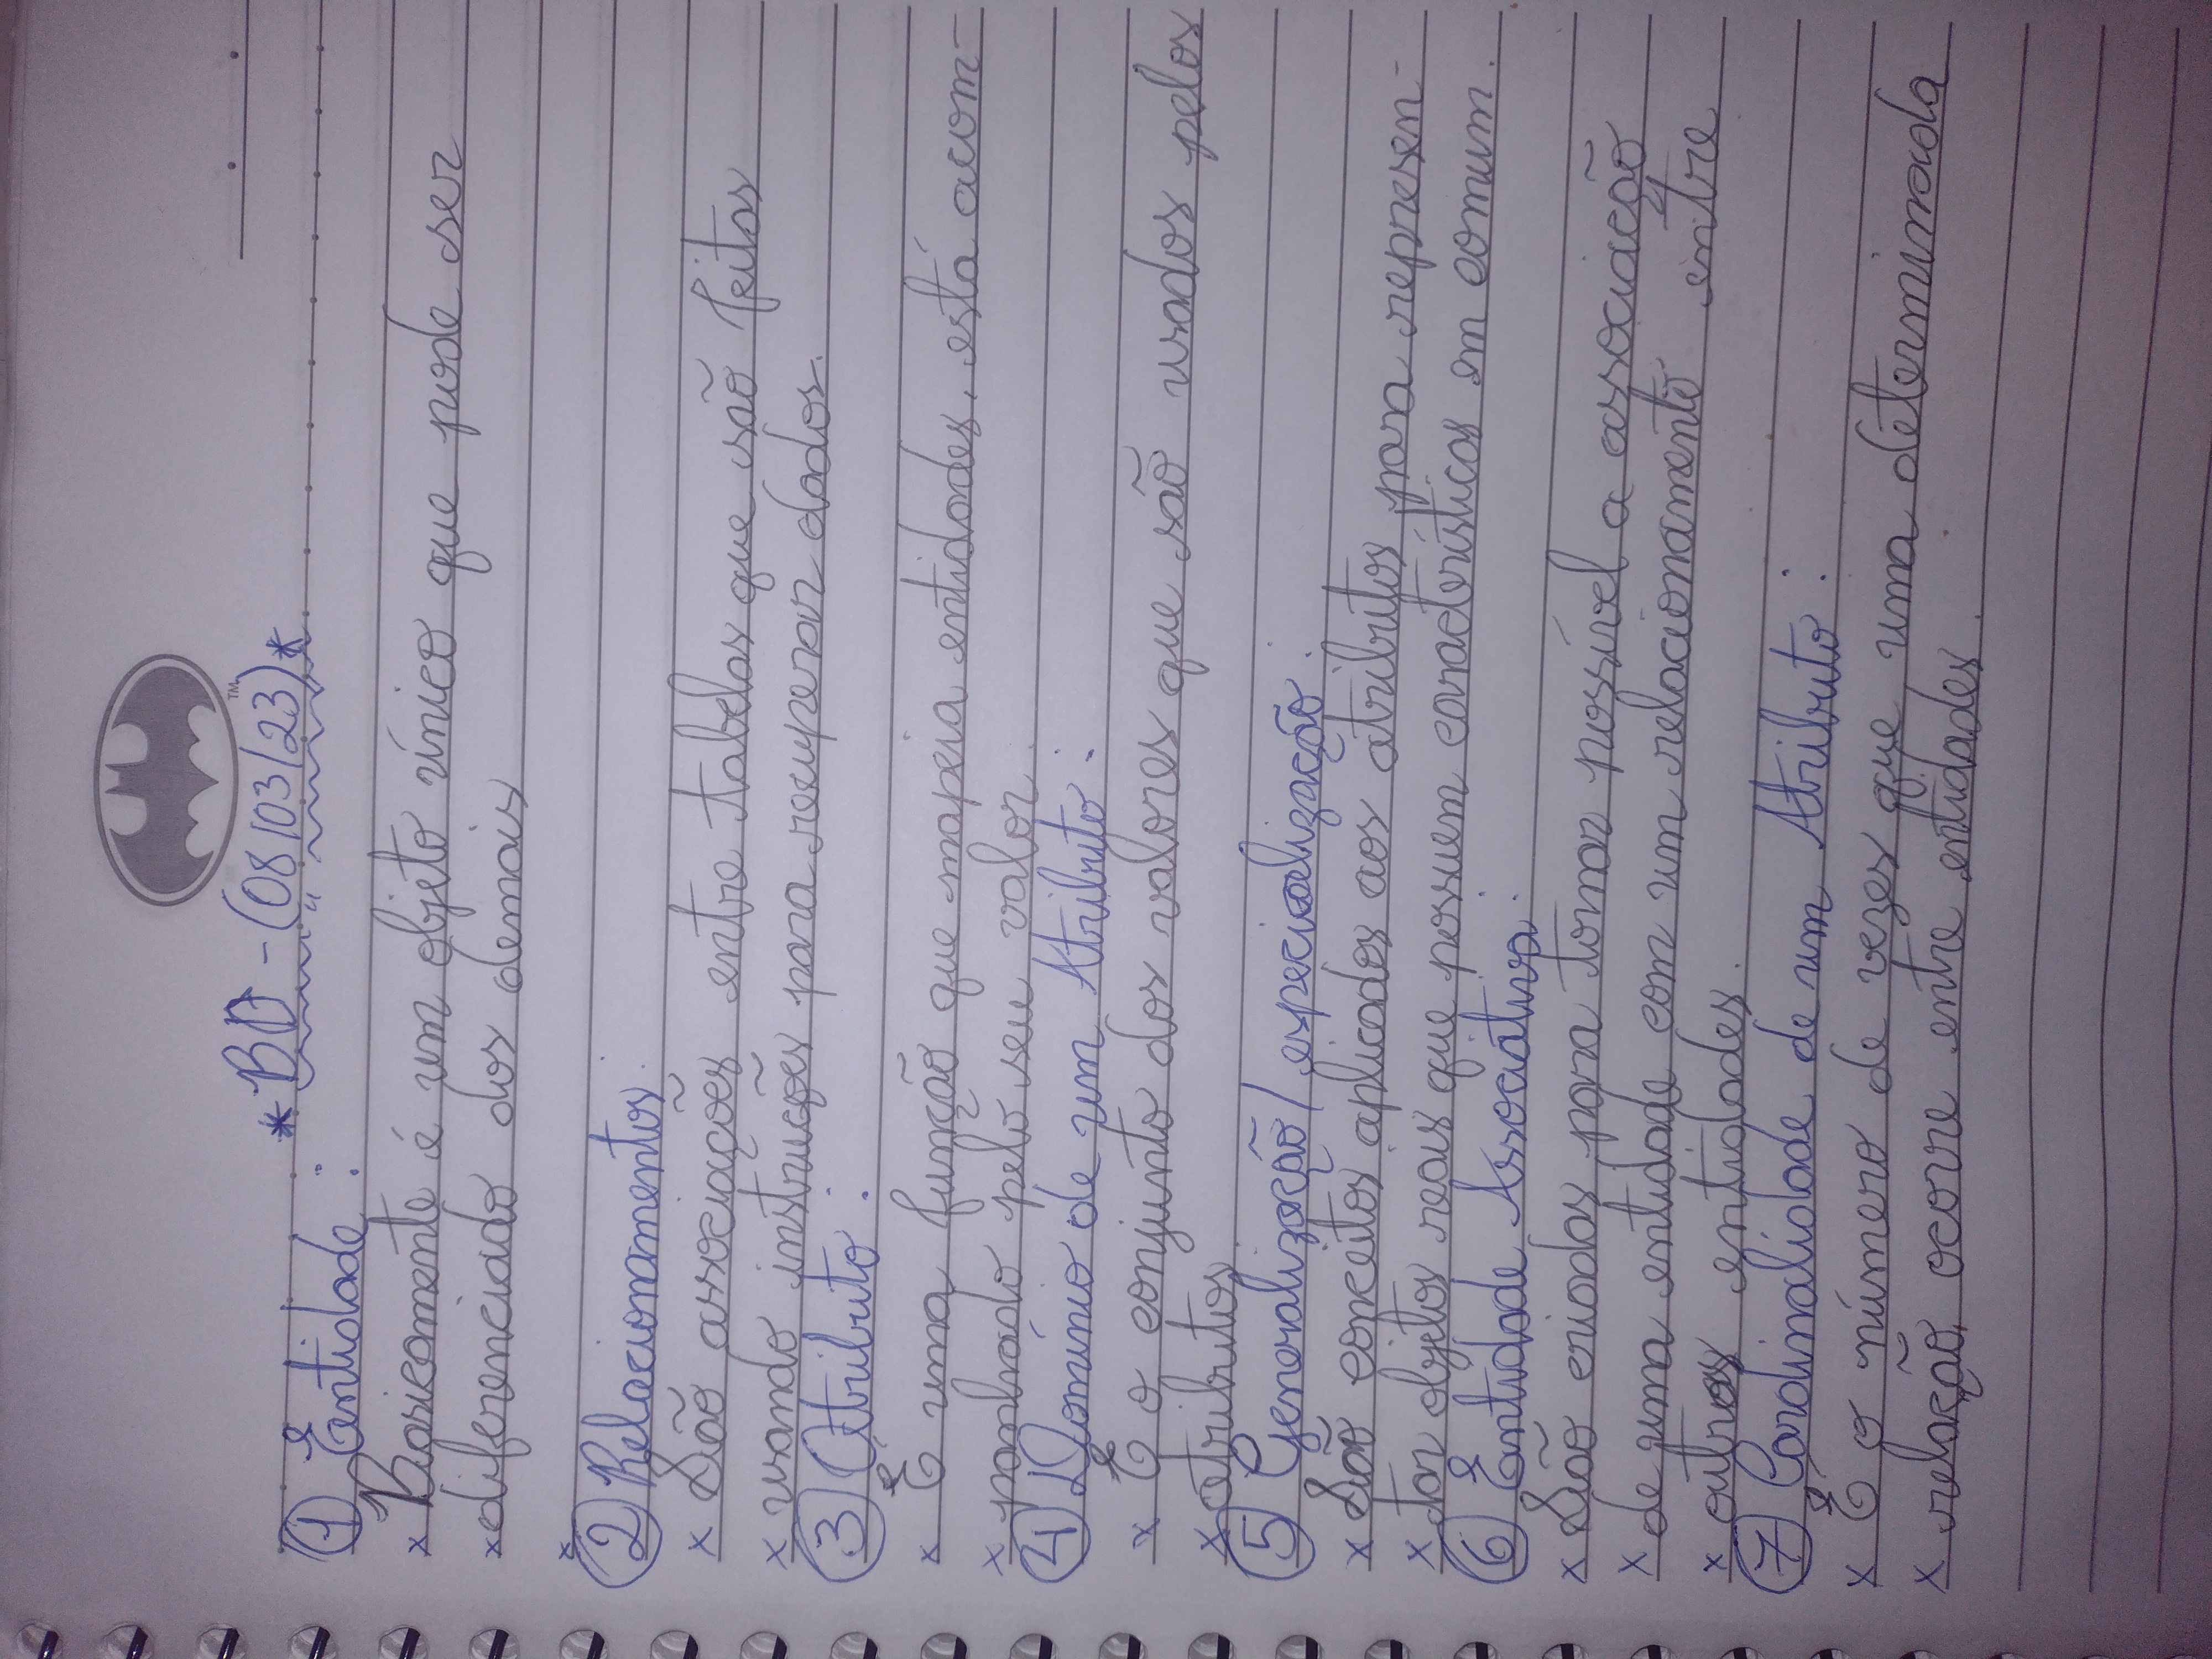 TM
* BD - (08/03/23) *
1 Entidade :
x Basicamente é um objeto único que pode ser
x diferenciado dos demais
x
2 Relacionamentos :
x São associações entre tabelas que são feitas
x usando instruções para recuperar dados.
3 Atributo :
x É uma função que mapeia entidades, está acom-
x panhado pelo seu valor.
4 Domínio de um Atributo :
x É o conjunto dos valores que são usados pelos
x atributos.
5 Generalização / especialização :
x São conceitos aplicados aos atributos para represen-
x tar objetos reais que possuem características em comum.
6 Entidade Associativa :
x São criadas para tornar possível a associação
x de uma entidade com um relacionamento entre
x outras entidades.
7 Cardinalidade de um Atributo :
x É o número de vezes que uma determinada
x relação ocorre entre entidades.